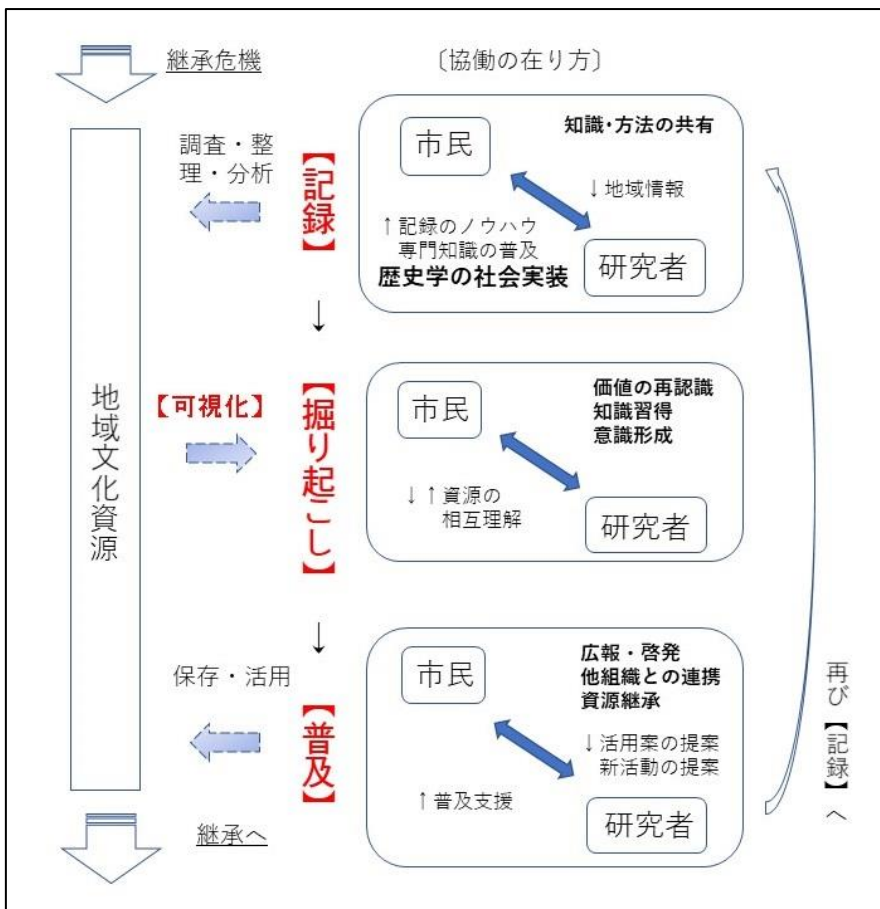 継承危機
〔協働の在り方〕
地域文化資源
調査・整
理・分析
【記録】
市民
知識・方法の共有
↓地域情報
↑記録のノウハウ
専門知識の普及
歴史学の社会実装
研究者
↓
【可視化】
【掘り起こし】
市民
価値の再認識
知識習得
意識形成
↓↑資源の
相互理解
研究者
↓
保存・活用
【普及】
市民
広報・啓発
他組織との連携
資源継承
↓活用案の提案
新活動の提案
↑普及支援
研究者
再び【記録】へ
継承へ